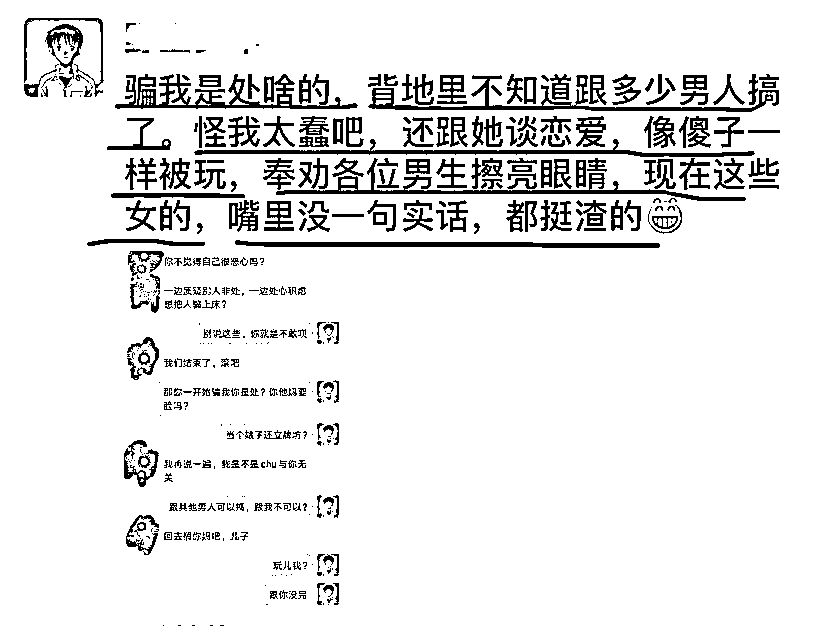 骗我是处啥的，背地里不知道跟多少男人搞
了。怪我太蠢吧，还跟她谈恋爱，像傻子一
样被玩，奉劝各位男生擦亮眼睛，现在这些
女的，嘴里没一句实话，都挺渣的😁
你不觉得自己很恶心吗？
一边质疑别人非处，一边处心积虑
想把人骗上床？
别说这些，你就是不敢呗
我们结束了，滚吧
那你一开始骗我你是处？你他妈要
脸吗？
当个婊子还立牌坊？
我再说一遍，我是不是chu与你无
关
跟其他男人可以搞，跟我不可以？
回去搞你妈吧，儿子
玩儿我？
跟你没完